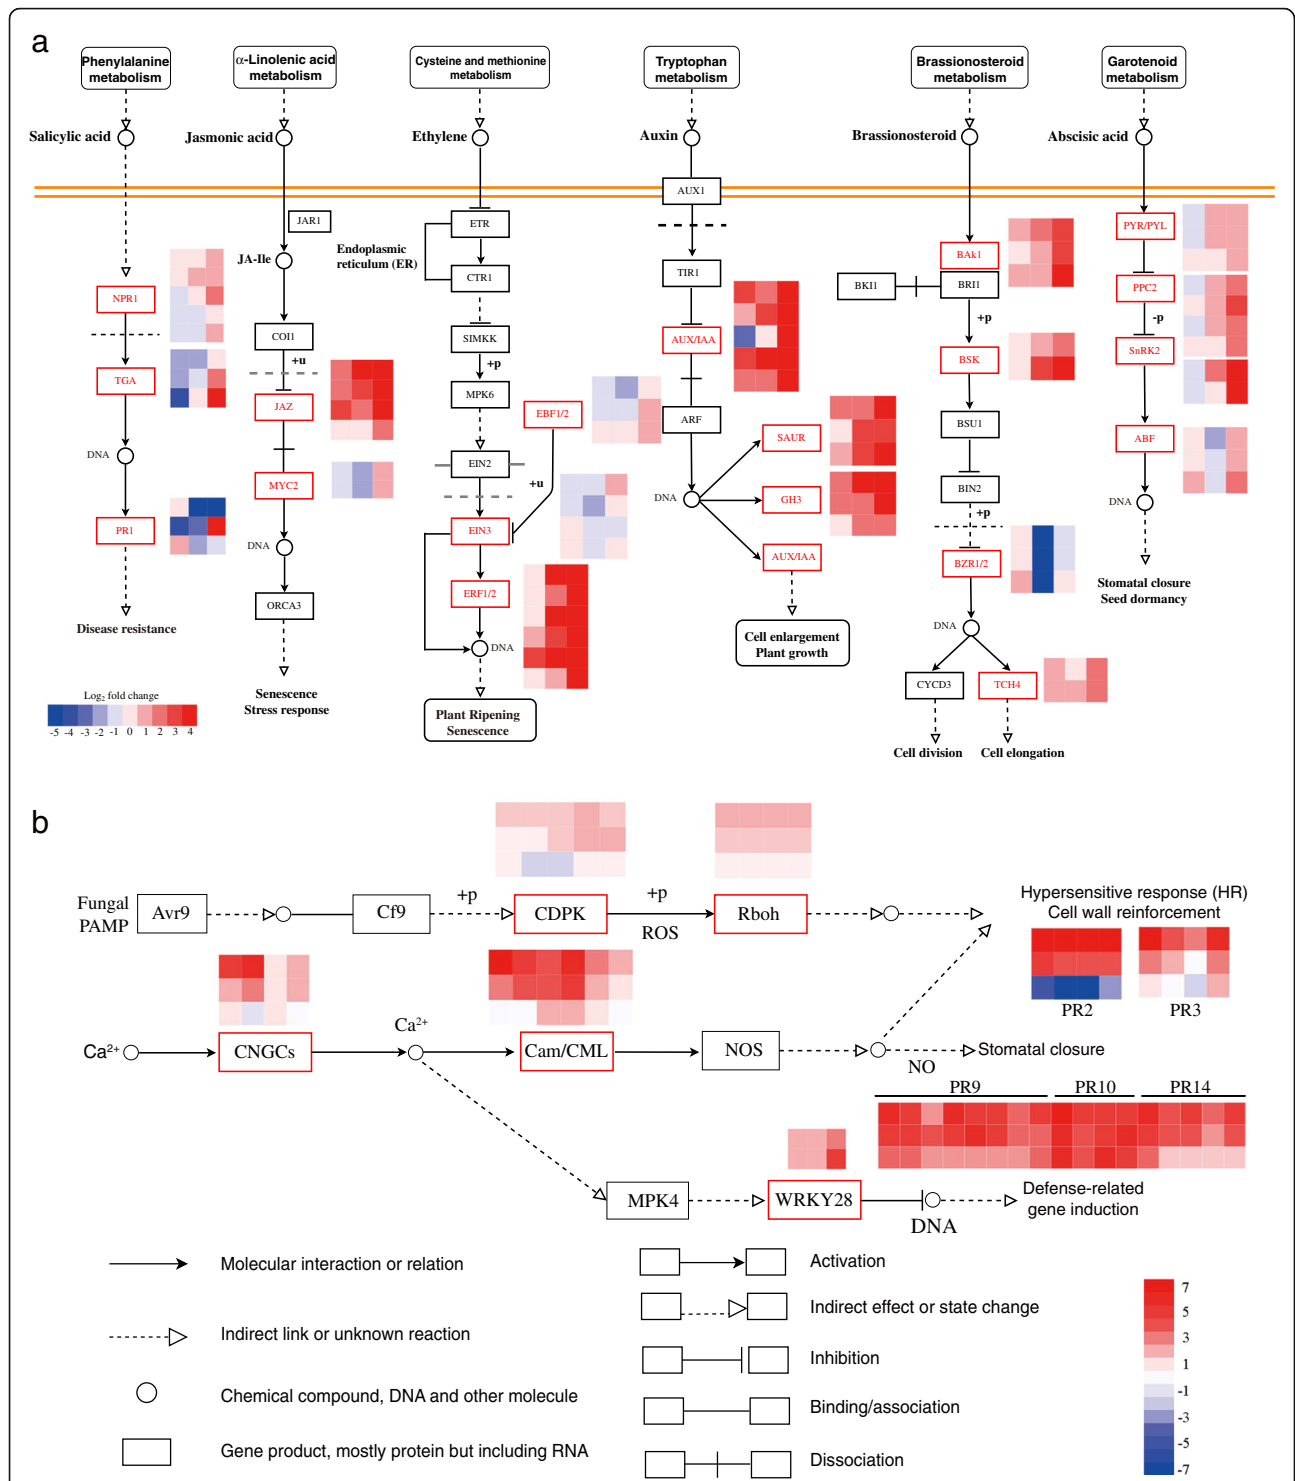 a
Phenylalanine
metabolism
α-Linolenic acid
metabolism
Cysteine and methionine
metabolism
Tryptophan
metabolism
Brassionosteroid
metabolism
Garotenoid
metabolism
Salicylic acid
Jasmonic acid
Ethylene
Auxin
Brassionosteroid
Abscisic acid
NPR1
TGA
DNA
PR1
Disease resistance
JAR1
JA-Ile
COI1
+u
JAZ
MYC2
DNA
ORCA3
Senescence
Stress response
Endoplasmic
reticulum (ER)
ETR
CTR1
SIMKK
+p
MPK6
EBF1/2
EIN2
+u
EIN3
ERF1/2
DNA
Plant Ripening
Senescence
AUX1
TIR1
AUX/IAA
ARF
DNA
SAUR
GH3
AUX/IAA
Cell enlargement
Plant growth
BAk1
BKI1
BRI1
+p
BSK
BSU1
BIN2
+p
BZR1/2
DNA
CYCD3
TCH4
Cell division
Cell elongation
PYR/PYL
PPC2
-p
SnRK2
ABF
DNA
Stomatal closure
Seed dormancy
Log2 fold change
-5 -4 -3 -2 -1 0 1 2 3 4
b
Fungal
PAMP
Avr9
Cf9
+p
CDPK
+p
ROS
Rboh
Hypersensitive response (HR)
Cell wall reinforcement
PR2
PR3
Ca2+
CNGCs
Ca2+
Cam/CML
NOS
NO
Stomatal closure
PR9
PR10
PR14
MPK4
WRKY28
DNA
Defense-related
gene induction
Molecular interaction or relation
Indirect link or unknown reaction
Chemical compound, DNA and other molecule
Gene product, mostly protein but including RNA
Activation
Indirect effect or state change
Inhibition
Binding/association
Dissociation
7
5
3
1
-1
-3
-5
-7